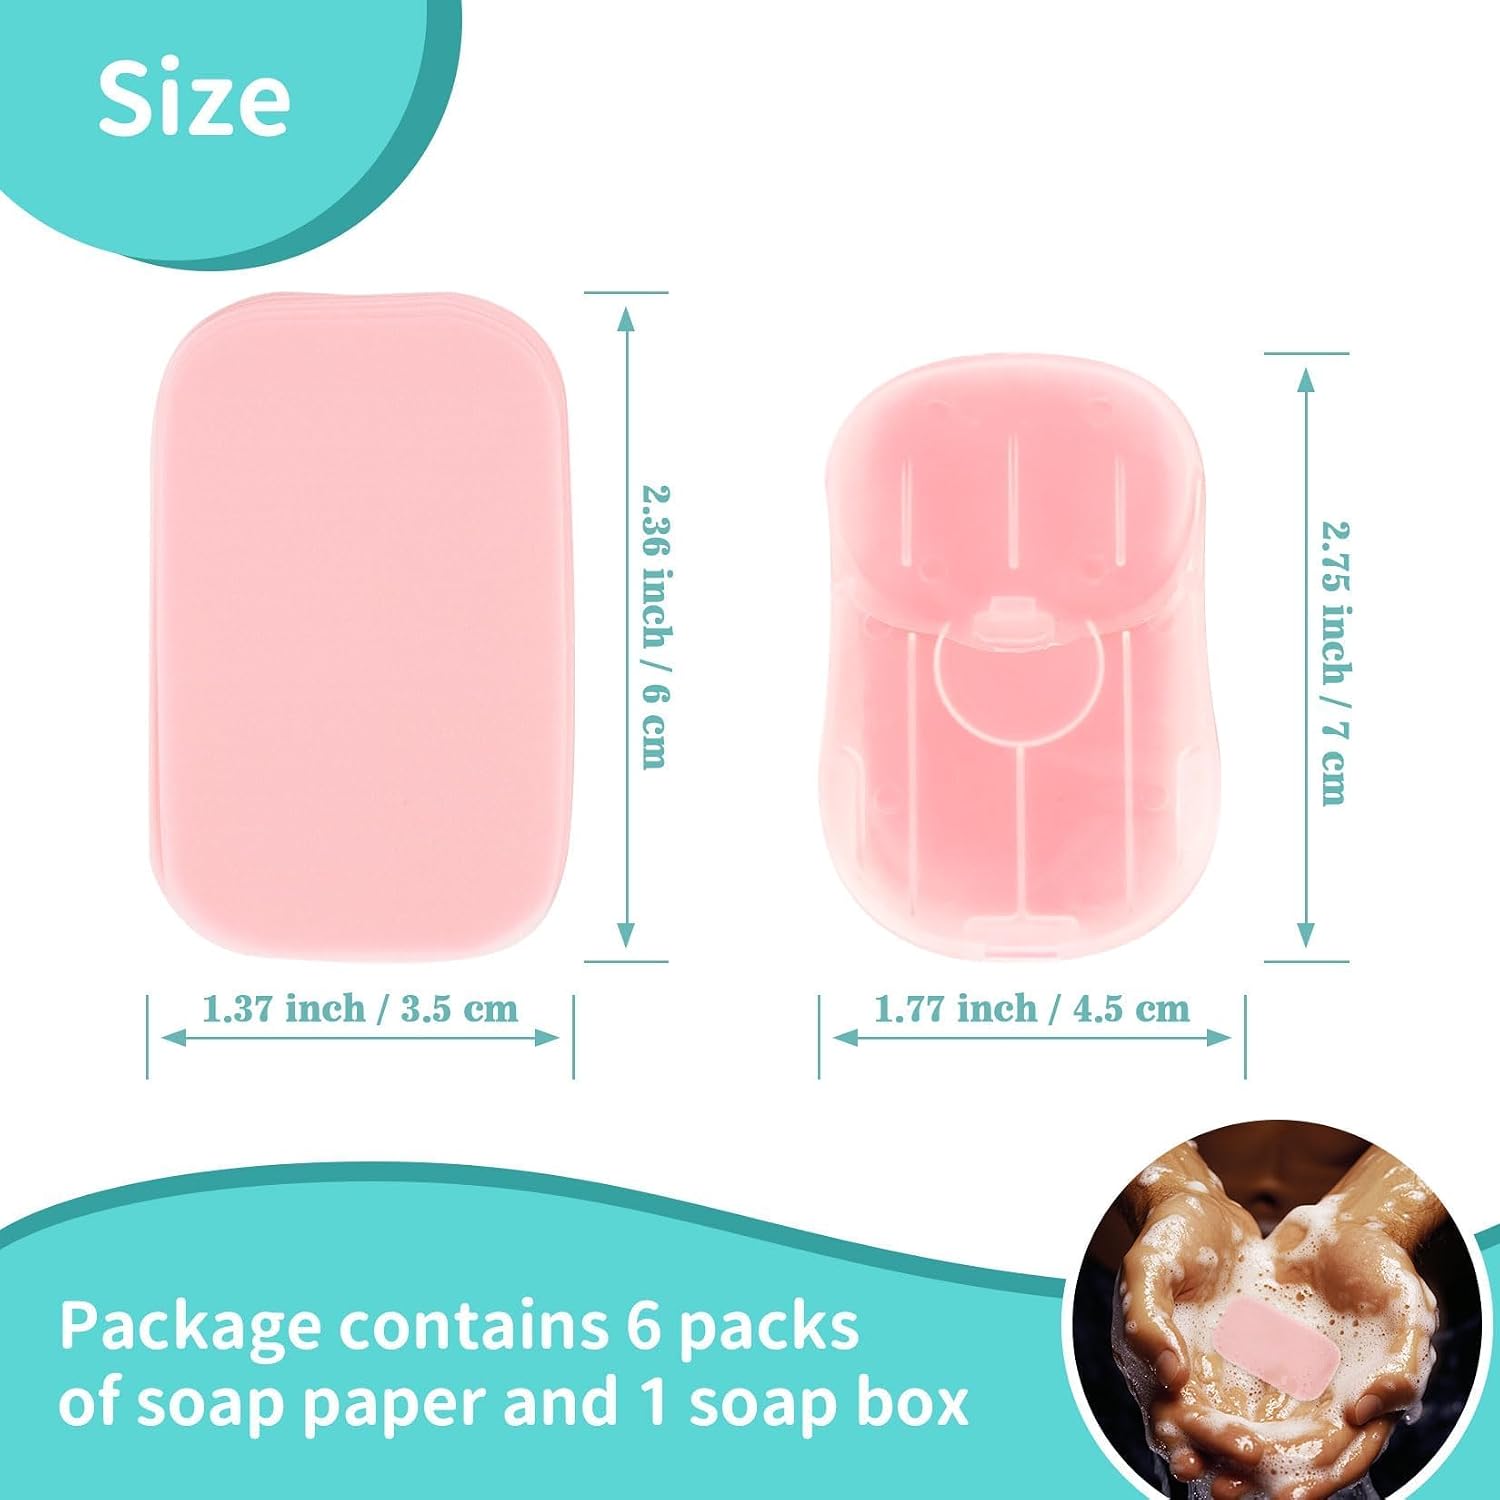 Size
2.36 inch / 6 cm
2.75 inch / 7 cm
1.37 inch / 3.5 cm
1.77 inch / 4.5 cm
Package contains 6 packs
of soap paper and 1 soap box